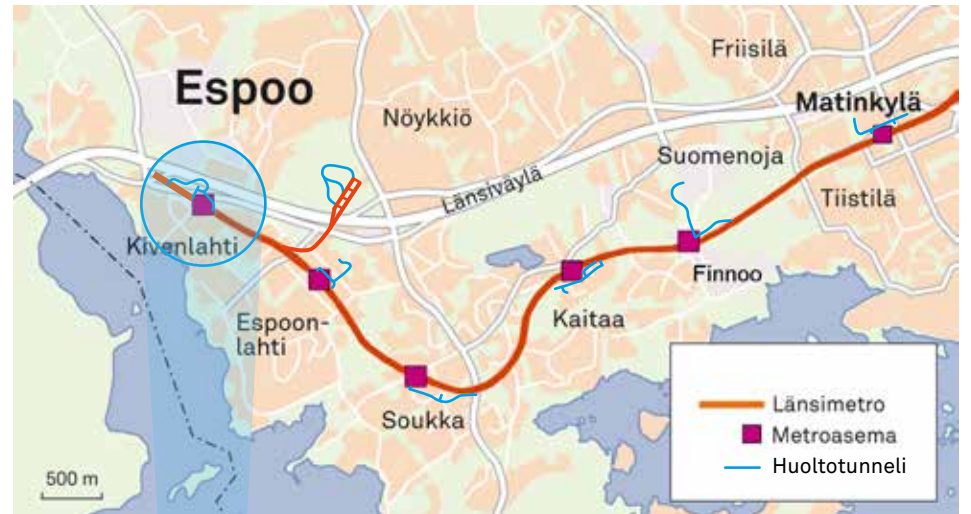 Friisilä
Espoo
Matinkylä
Nöykkiö
Suomenoja
Länsiväylä
Tiistilä
Kivenlahti
Finnoo
Espoon-
lahti
Kaitaa
Soukka
Länsimetro
Metroasema
Huoltotunneli
500 m